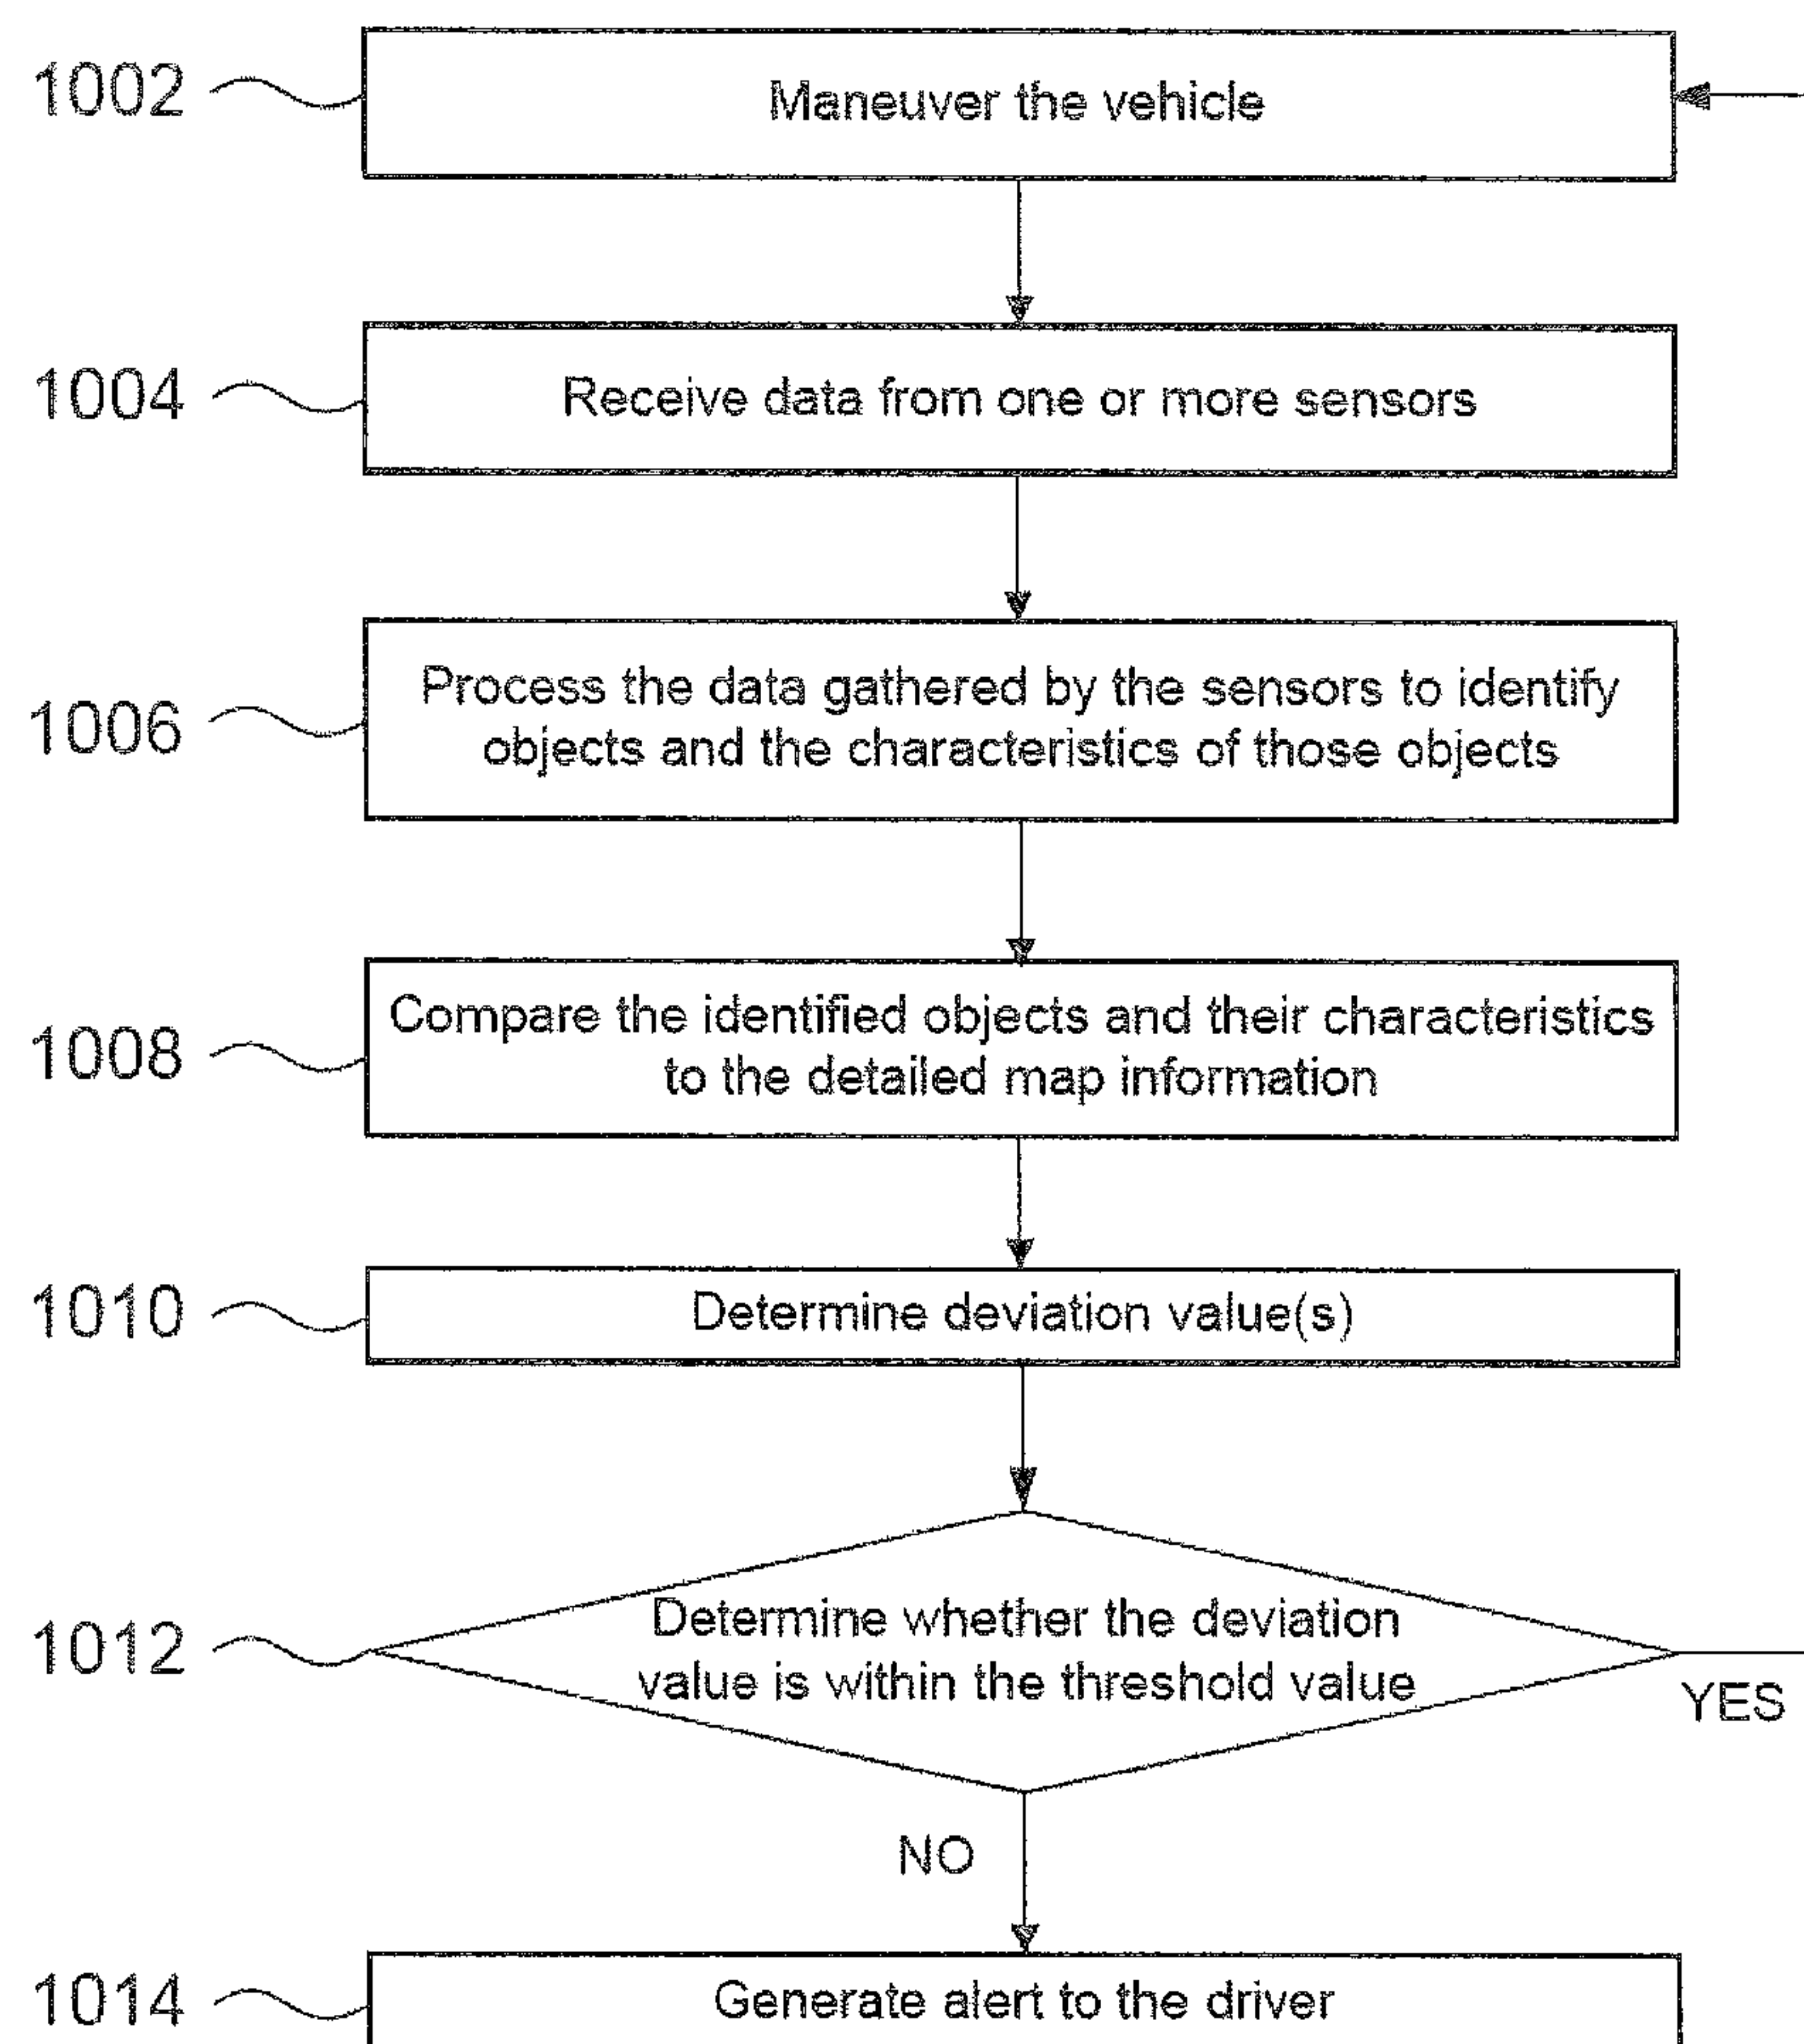 1002
Maneuver the vehicle
1004
Receive data from one or more sensors
1006
Process the data gathered by the sensors to identify
objects and the characteristics of those objects
1008
Compare the identified objects and their characteristics
to the detailed map information
1010
Determine deviation value(s)
1012
Determine whether the deviation
value is within the threshold value
YES
NO
1014
Generate alert to the driver